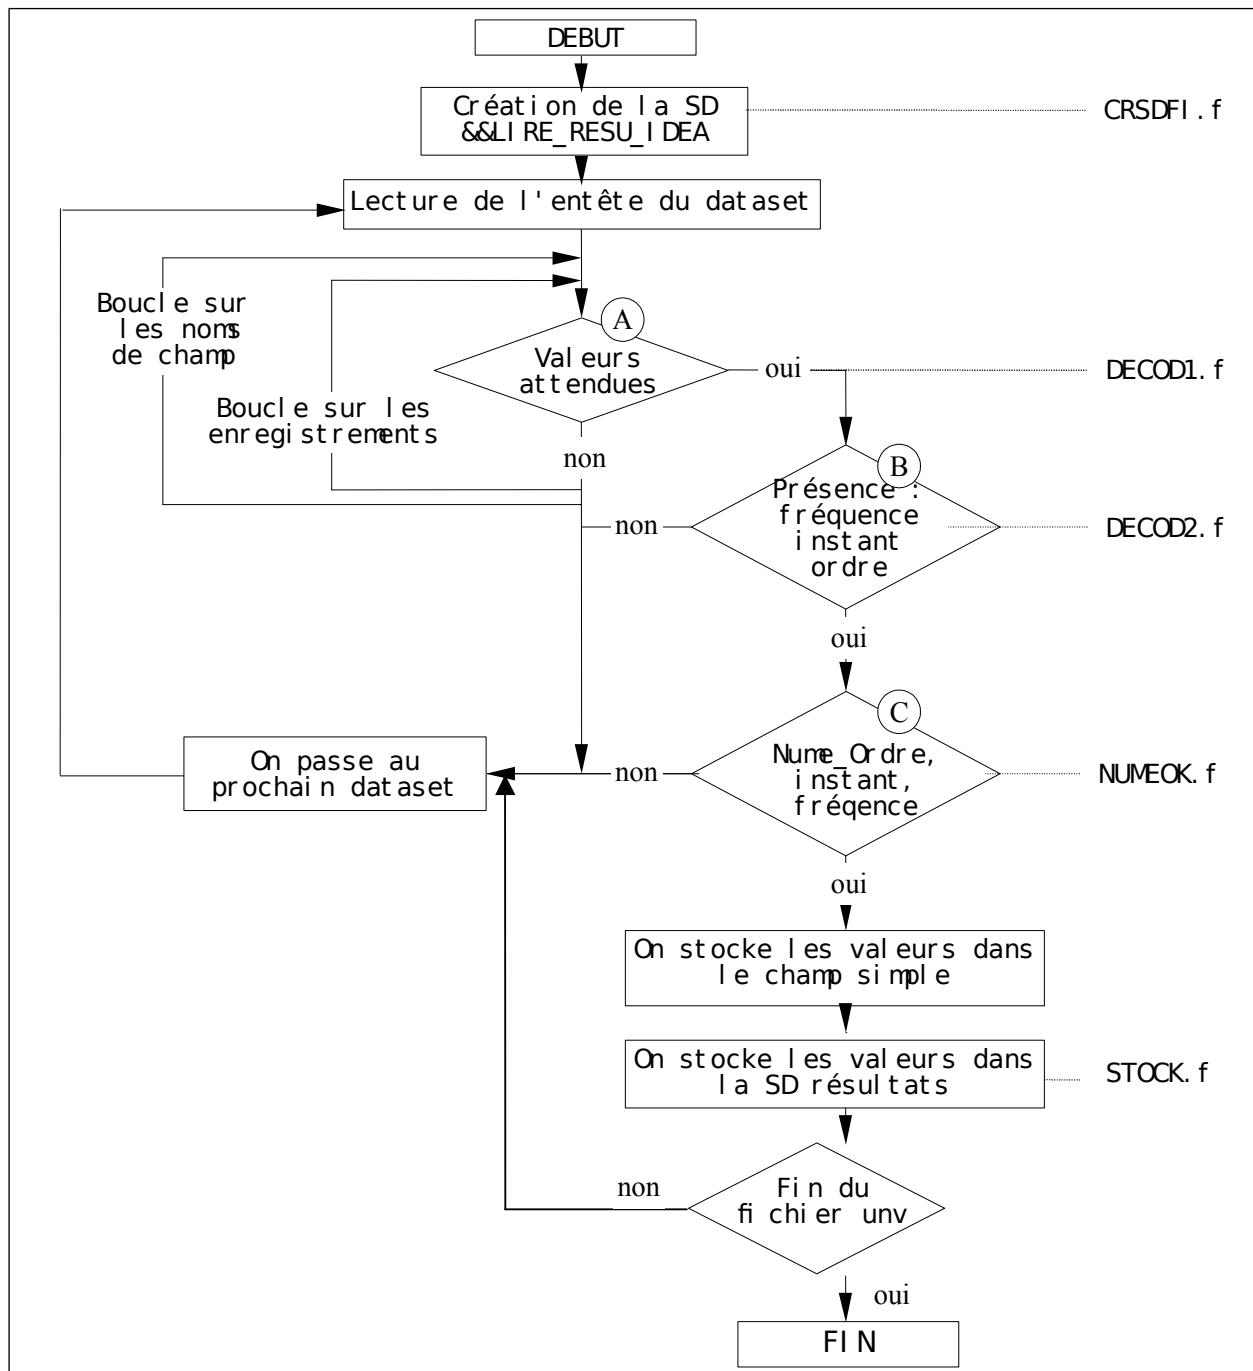 DEBUT
Création de la SD
&&LIRE_RESU_IDEA
CRSDFI.f
Lecture de l'entête du dataset
Boucle sur
les noms
de champ
A
Valeurs
attendues
oui
DECOD1.f
Boucle sur les
enregistrements
non
B
Présence :
fréquence
instant
ordre
non
DECOD2.f
oui
C
Nume_Ordre,
instant,
fréqence
non
NUMEOK.f
On passe au
prochain dataset
oui
On stocke les valeurs dans
le champ simple
On stocke les valeurs dans
la SD résultats
STOCK.f
non
Fin du
fichier unv
oui
FIN